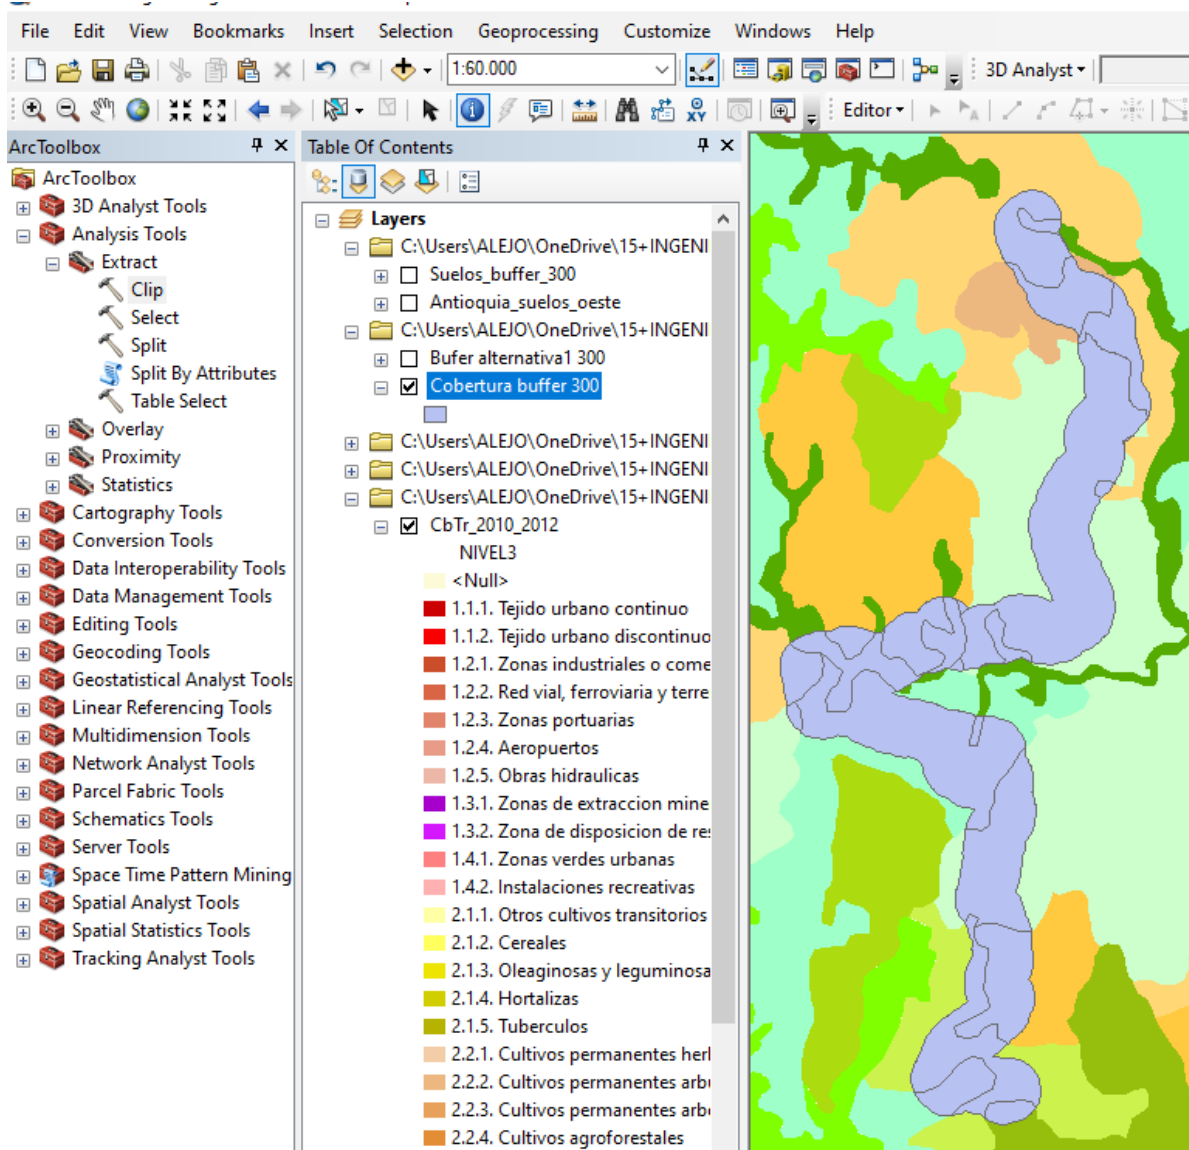 File Edit View Bookmarks Insert Selection Geoprocessing Customize Windows Help
1:60.000
3D Analyst
Editor
ArcToolbox
ArcToolbox
3D Analyst Tools
Analysis Tools
Extract
Clip
Select
Split
Split By Attributes
Table Select
Overlay
Proximity
Statistics
Cartography Tools
Conversion Tools
Data Interoperability Tools
Data Management Tools
Editing Tools
Geocoding Tools
Geostatistical Analyst Tools
Linear Referencing Tools
Multidimension Tools
Network Analyst Tools
Parcel Fabric Tools
Schematics Tools
Server Tools
Space Time Pattern Mining
Spatial Analyst Tools
Spatial Statistics Tools
Tracking Analyst Tools
Table Of Contents
Layers
C:\Users\ALEJO\OneDrive\15+INGENI
Suelos_buffer_300
Antioquia_suelos_oeste
C:\Users\ALEJO\OneDrive\15+INGENI
Bufer alternativa1 300
Cobertura buffer 300
C:\Users\ALEJO\OneDrive\15+INGENI
C:\Users\ALEJO\OneDrive\15+INGENI
C:\Users\ALEJO\OneDrive\15+INGENI
CbTr_2010_2012
NIVEL3
<Null>
1.1.1. Tejido urbano continuo
1.1.2. Tejido urbano discontinuo
1.2.1. Zonas industriales o come
1.2.2. Red vial, ferroviaria y terre
1.2.3. Zonas portuarias
1.2.4. Aeropuertos
1.2.5. Obras hidraulicas
1.3.1. Zonas de extraccion mine
1.3.2. Zona de disposicion de re
1.4.1. Zonas verdes urbanas
1.4.2. Instalaciones recreativas
2.1.1. Otros cultivos transitorios
2.1.2. Cereales
2.1.3. Oleaginosas y leguminosa
2.1.4. Hortalizas
2.1.5. Tuberculos
2.2.1. Cultivos permanentes her
2.2.2. Cultivos permanentes arb
2.2.3. Cultivos permanentes arb
2.2.4. Cultivos agroforestales